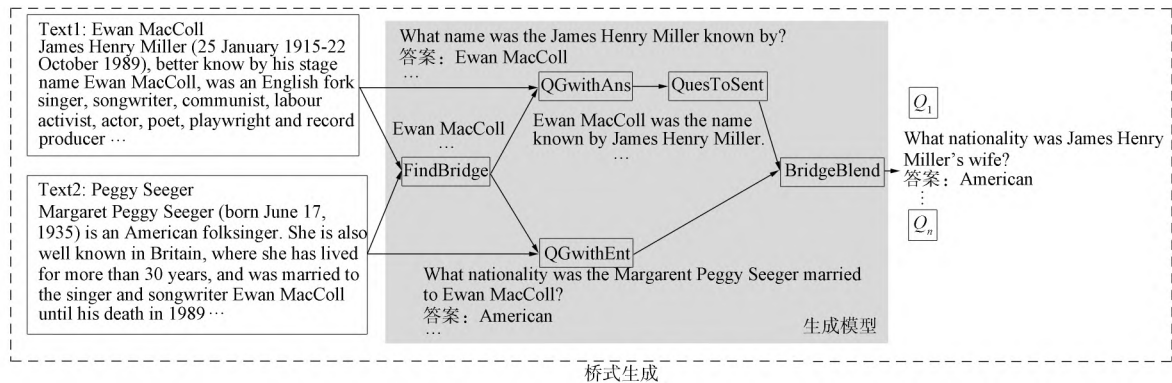 Text1: Ewan MacColl
James Henry Miller (25 January 1915-22
October 1989), better know by his stage
name Ewan MacColl, was an English fork
singer, songwriter, communist, labour
activist, actor, poet, playwright and record
producer …
Text2: Peggy Seeger
Margaret Peggy Seeger (born June 17,
1935) is an American folksinger. She is also
well known in Britain, where she has lived
for more than 30 years, and was married to
the singer and songwriter Ewan MacColl
until his death in 1989 …
What name was the James Henry Miller known by?
答案：Ewan MacColl
…
QGwithAns
QuesToSent
Ewan MacColl
…
FindBridge
Ewan MacColl was the name
known by James Henry Miller.
…
BridgeBlend
QGwithEnt
What nationality was the Margarent Peggy Seeger married
to Ewan MacColl?
答案：American
…
生成模型
Q1
What nationality was James Henry
Miller's wife?
答案：American
⋮
Qn
桥式生成